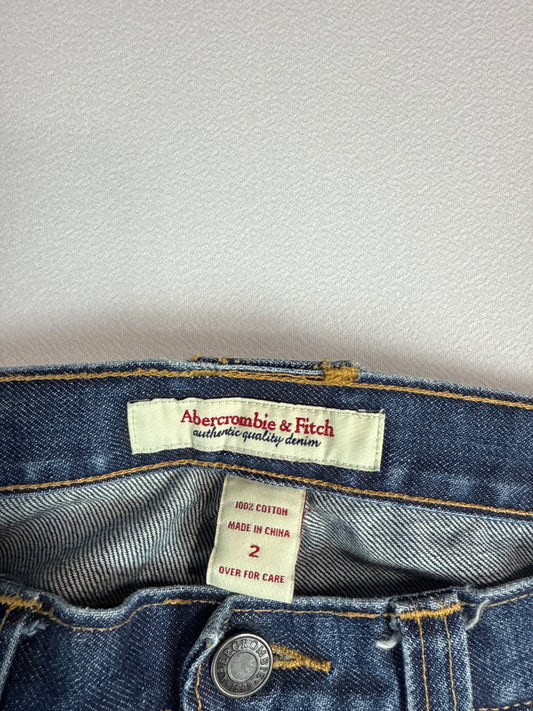 Abercrombie & Fitch
authentic quality denim
100% COTTON
MADE IN CHINA
2
OVER FOR CARE